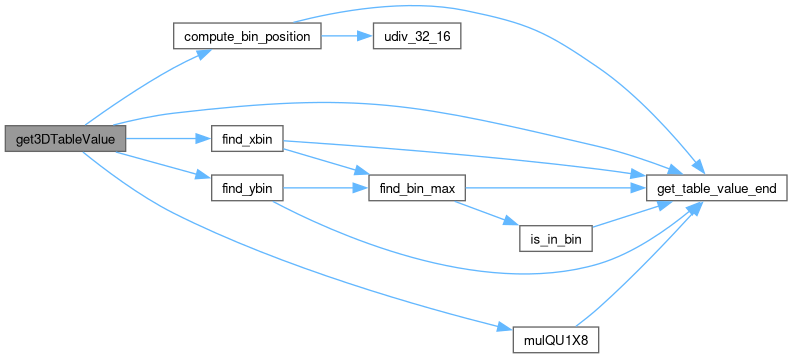 compute_bin_position
udiv_32_16
get3DTableValue
find_xbin
find_ybin
find_bin_max
get_table_value_end
is_in_bin
mulQU1X8